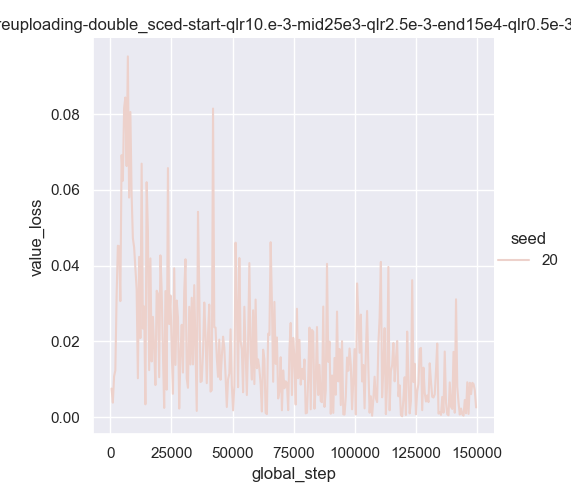 reuploading-double_sced-start-qlr10.e-3-mid25e3-qlr2.5e-3-end15e4-qlr0.5e-3
value_loss
0.08
0.06
0.04
0.02
0.00
0 25000 50000 75000 100000 125000 150000
global_step
seed
20